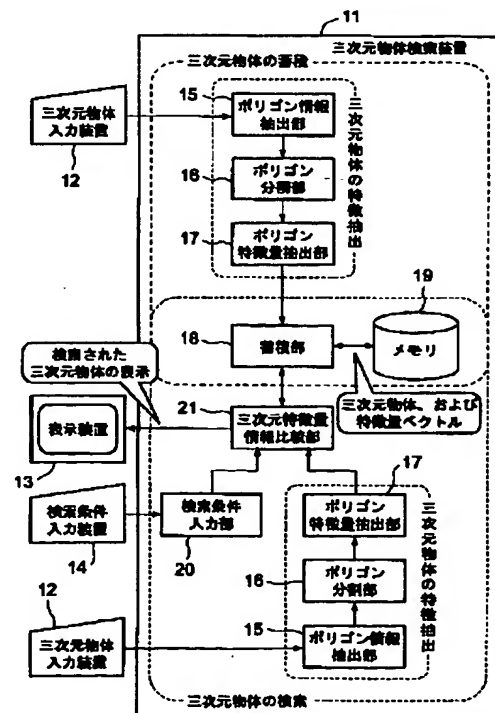 11
三次元物体検索装置
三次元物体の蓄積
三次元物体
入力装置
12
15
ポリゴン情報
抽出部
16
ポリゴン
分割部
17
ポリゴン
特徴量抽出部
三次元物体の特徴抽出
18
蓄積部
19
メモリ
検索された
三次元物体の表示
三次元物体、および
特徴量ベクトル
21
三次元特徴量
情報比較部
表示装置
13
検索条件
入力装置
14
検索条件
入力部
20
17
ポリゴン
特徴量抽出部
16
ポリゴン
分割部
15
ポリゴン情報
抽出部
三次元物体の特徴抽出
12
三次元物体
入力装置
三次元物体の検索